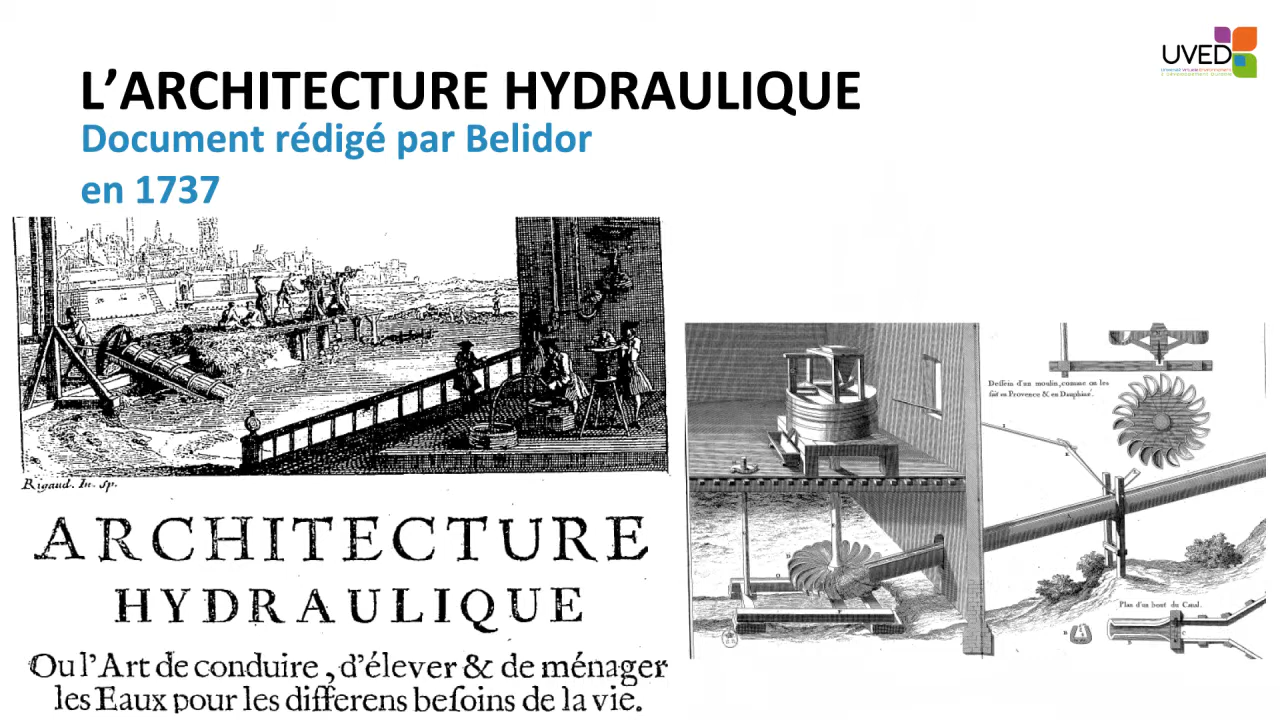 UVED
L’ARCHITECTURE HYDRAULIQUE
Document rédigé par Belidor
en 1737
Rigaud. In. sp.
ARCHITECTURE
HYDRAULIQUE
Ou l’Art de conduire, d’élever & de ménager
les Eaux pour les differens beſoins de la vie.
Deſſein d'un moulin, comme on les
fait en Provence & en Dauphiné.
Plan d'un bout du Canal.